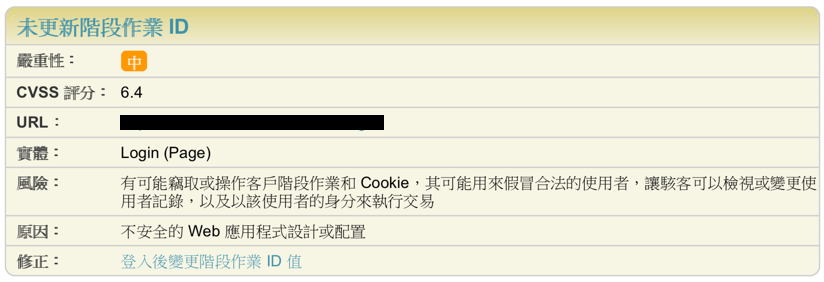 未更新階段作業 ID
嚴重性： 中
CVSS 評分： 6.4
URL：
實體： Login (Page)
風險： 有可能竊取或操作客戶階段作業和 Cookie，其可能用來假冒合法的使用者，讓駭客可以檢視或變更使
用者記錄，以及以該使用者的身分來執行交易
原因： 不安全的 Web 應用程式設計或配置
修正： 登入後變更階段作業 ID 值